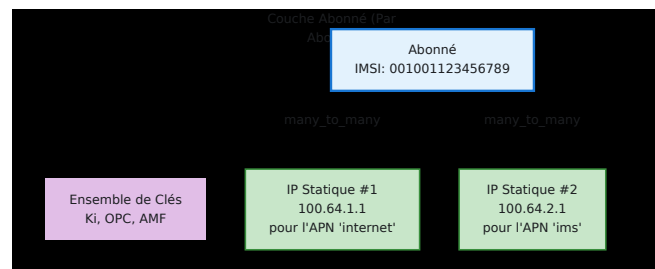 Couche Abonné (Par
Abo
Abonné
IMSI: 001001123456789
many_to_many
many_to_many
Ensemble de Clés
Ki, OPC, AMF
IP Statique #1
100.64.1.1
pour l'APN 'internet'
IP Statique #2
100.64.2.1
pour l'APN 'ims'